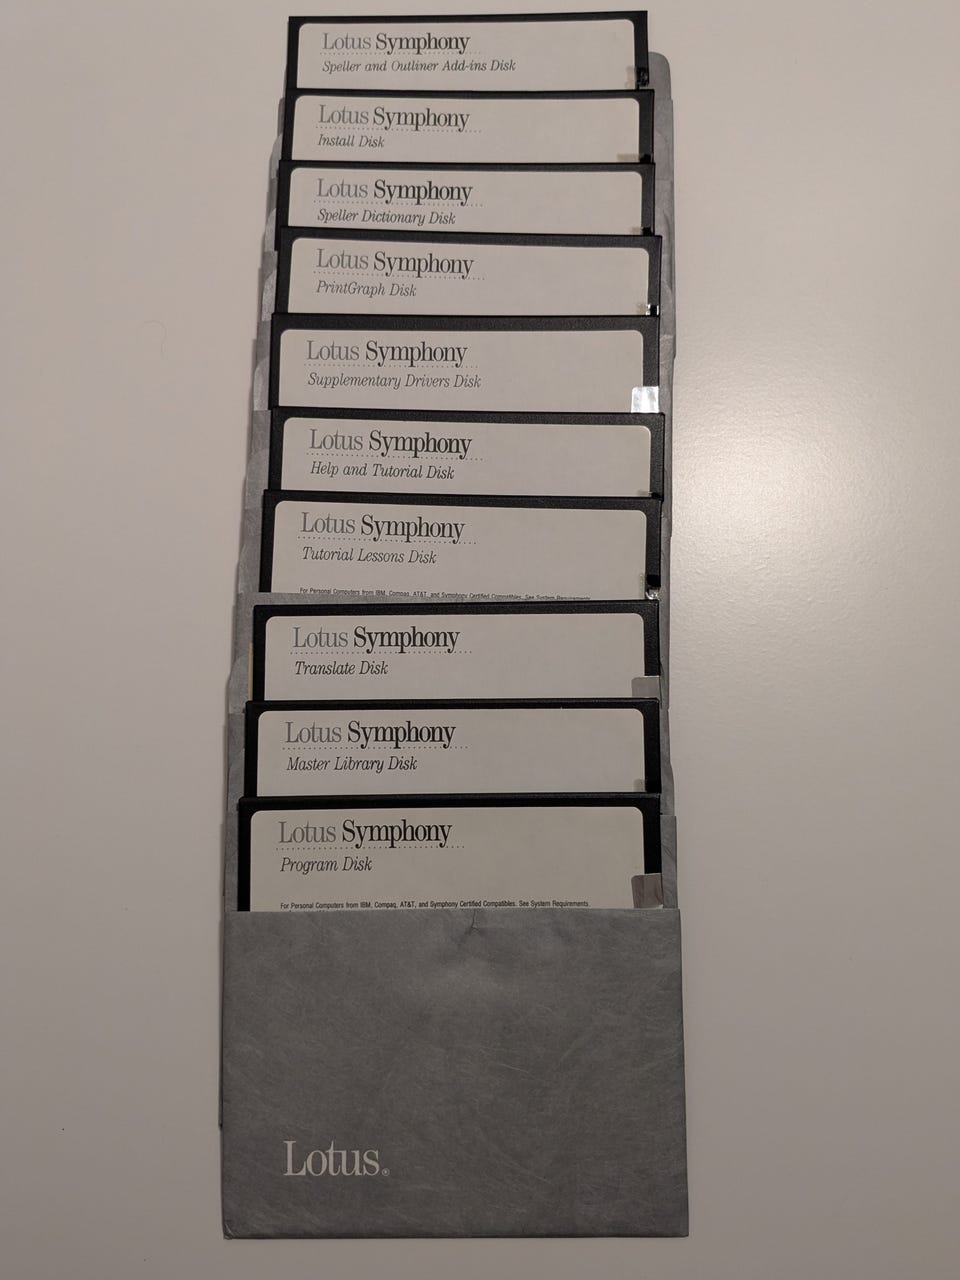 Lotus Symphony
Speller and Outliner Add-ins Disk
Lotus Symphony
Install Disk
Lotus Symphony
Speller Dictionary Disk
Lotus Symphony
PrintGraph Disk
Lotus Symphony
Supplementary Drivers Disk
Lotus Symphony
Help and Tutorial Disk
Lotus Symphony
Tutorial Lessons Disk
For Personal Computers from IBM, Compaq, AT&T, and Symphony Certified Compatibles. See System Requirements.
Lotus Symphony
Translate Disk
Lotus Symphony
Master Library Disk
Lotus Symphony
Program Disk
For Personal Computers from IBM, Compaq, AT&T, and Symphony Certified Compatibles. See System Requirements.
Lotus®